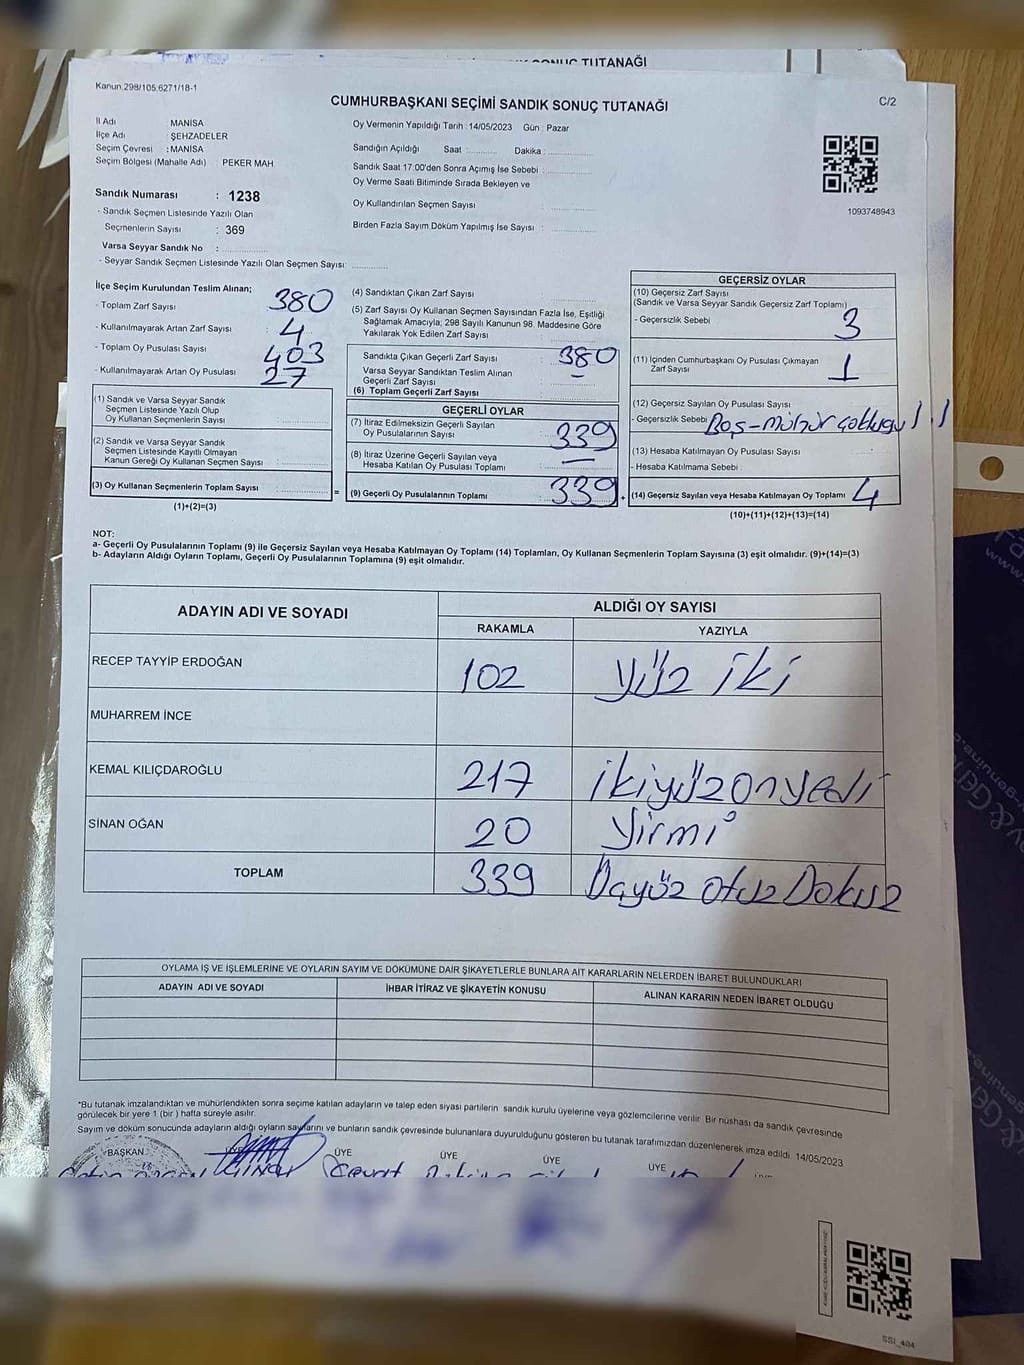 SONUÇ TUTANAĞI
Kanun.298/105.6271/18-1
CUMHURBAŞKANI SEÇİMİ SANDIK SONUÇ TUTANAĞI
C/2
İl Adı : MANİSA
İlçe Adı : ŞEHZADELER
Seçim Çevresi : MANİSA
Seçim Bölgesi (Mahalle Adı) : PEKER MAH.
Sandık Numarası : 1238
- Sandık Seçmen Listesinde Yazılı Olan
Seçmenlerin Sayısı : 369
Varsa Seyyar Sandık No :
- Seyyar Sandık Seçmen Listesinde Yazılı Olan Seçmen Sayısı:
Oy Vermenin Yapıldığı Tarih : 14/05/2023 Gün : Pazar
Sandığın Açıldığı Saat : Dakika :
Sandık Saat 17:00'den Sonra Açımış İse Sebebi :
Oy Verme Saati Bitiminde Sırada Bekleyen ve
Oy Kullandırılan Seçmen Sayısı :
Birden Fazla Sayım Döküm Yapılmış İse Sayısı :
1093748943
İlçe Seçim Kurulundan Teslim Alınan;
- Toplam Zarf Sayısı : 380
- Kullanılmayarak Artan Zarf Sayısı : 4
- Toplam Oy Pusulası Sayısı : 403
- Kullanılmayarak Artan Oy Pusulası : 27
(1) Sandık ve Varsa Seyyar Sandık
Seçmen Listesinde Yazılı Olup
Oy Kullanan Seçmenlerin Sayısı :
(2) Sandık ve Varsa Seyyar Sandık
Seçmen Listesinde Kayıtlı Olmayan
Kanun Gereği Oy Kullanan Seçmen Sayısı :
(3) Oy Kullanan Seçmenlerin Toplam Sayısı :
(1)+(2)=(3)
(4) Sandıktan Çıkan Zarf Sayısı
(5) Zarf Sayısı Oy Kullanan Seçmen Sayısından Fazla İse, Eşitliği
Sağlamak Amacıyla; 298 Sayılı Kanunun 98. Maddesine Göre
Yakılarak Yok Edilen Zarf Sayısı :
Sandıkta Çıkan Geçerli Zarf Sayısı : 380
Varsa Seyyar Sandıktan Teslim Alınan
Geçerli Zarf Sayısı : -
(6) Toplam Geçerli Zarf Sayısı :
GEÇERLİ OYLAR
(7) İtiraz Edilmeksizin Geçerli Sayılan
Oy Pusulalarının Sayısı : 339
(8) İtiraz Üzerine Geçerli Sayılan veya
Hesaba Katılan Oy Pusulası Toplamı : -
= (9) Geçerli Oy Pusulalarının Toplamı : 339
GEÇERSİZ OYLAR
(10) Geçersiz Zarf Sayısı
(Sandık ve Varsa Seyyar Sandık Geçersiz Zarf Toplamı)
- Geçersizlik Sebebi : 3
(11) İçinden Cumhurbaşkanı Oy Pusulası Çıkmayan
Zarf Sayısı : 1
(12) Geçersiz Sayılan Oy Pusulası Sayısı
- Geçersizlik Sebebi : Boş-mühür çokluğu
(13) Hesaba Katılmayan Oy Pusulası Sayısı :
- Hesaba Katılmama Sebebi :
(14) Geçersiz Sayılan veya Hesaba Katılmayan Oy Toplamı : 4
(10)+(11)+(12)+(13)=(14)
NOT:
a- Geçerli Oy Pusulalarının Toplamı (9) ile Geçersiz Sayılan veya Hesaba Katılmayan Oy Toplamı (14) Toplamları, Oy Kullanan Seçmenlerin Toplam Sayısına (3) eşit olmalıdır. (9)+(14)=(3)
b- Adayların Aldığı Oyların Toplamı, Geçerli Oy Pusulalarının Toplamına (9) eşit olmalıdır.
ADAYIN ADI VE SOYADI
ALDIĞI OY SAYISI
RAKAMLA YAZIYLA
RECEP TAYYİP ERDOĞAN 102 yüz iki
MUHARREM İNCE
KEMAL KILIÇDAROĞLU 217 ikiyüz onyedi
SİNAN OĞAN 20 Yirmi
TOPLAM 339 Üçyüz otuz Dokuz
OYLAMA İŞ VE İŞLEMLERİNE VE OYLARIN SAYIM VE DÖKÜMÜNE DAİR ŞİKAYETLERLE BUNLARA AİT KARARLARIN NELERDEN İBARET BULUNDUKLARI
ADAYIN ADI VE SOYADI İHBAR İTİRAZ VE ŞİKAYETİN KONUSU ALINAN KARARIN NEDEN İBARET OLDUĞU
*Bu tutanak imzalandıktan ve mühürlendikten sonra seçime katılan adayların ve talep eden siyasi partilerin sandık kurulu üyelerine veya gözlemcilerine verilir. Bir nüshası da sandık çevresinde
görülecek bir yere 1 (bir ) hafta süreyle asılır.
Sayım ve döküm sonucunda adayların aldığı oyların sayılarını ve bunların sandık çevresinde bulunanlara duyurulduğunu gösteren bu tutanak tarafımızdan düzenlenerek imza edildi. 14/05/2023
BAŞKAN ÜYE ÜYE ÜYE ÜYE ÜYE
SSİ_404